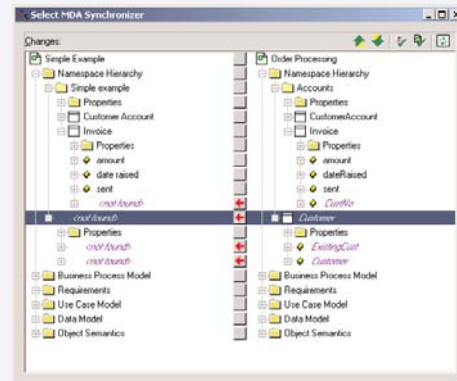 Select MDA Synchronizer
Changes:
Simple Example
Namespace Hierarchy
Simple example
Properties
Customer Account
Invoice
Properties
amount
date raised
sent
<not found>
<not found>
Properties
<not found>
<not found>
Business Process Model
Requirements
Use Case Model
Data Model
Object Semantics
Order Processing
Namespace Hierarchy
Accounts
Properties
CustomerAccount
Invoice
Properties
amount
dateRaised
sent
CustNo
Customer
Properties
ExistingCust
Customer
Business Process Model
Requirements
Use Case Model
Data Model
Object Semantics